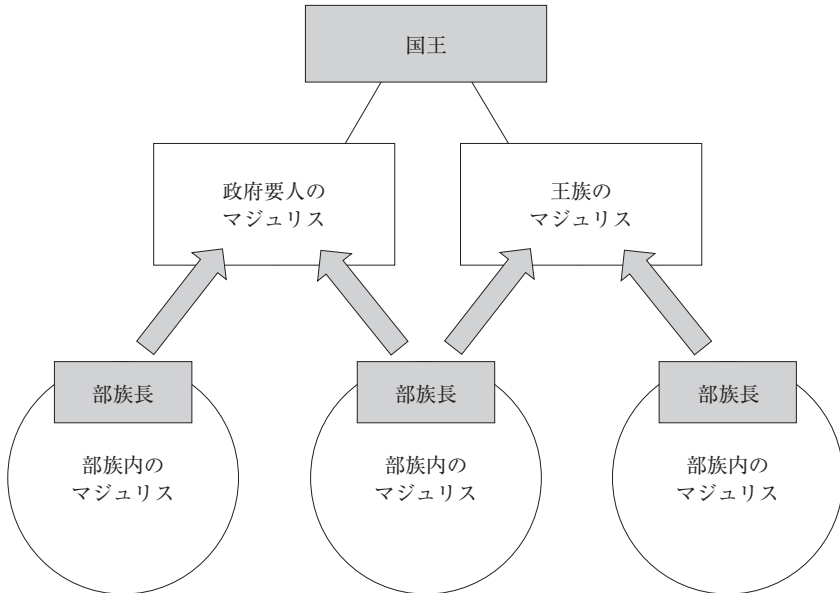 国王
政府要人の
マジュリス
王族の
マジュリス
部族長
部族長
部族長
部族内の
マジュリス
部族内の
マジュリス
部族内の
マジュリス